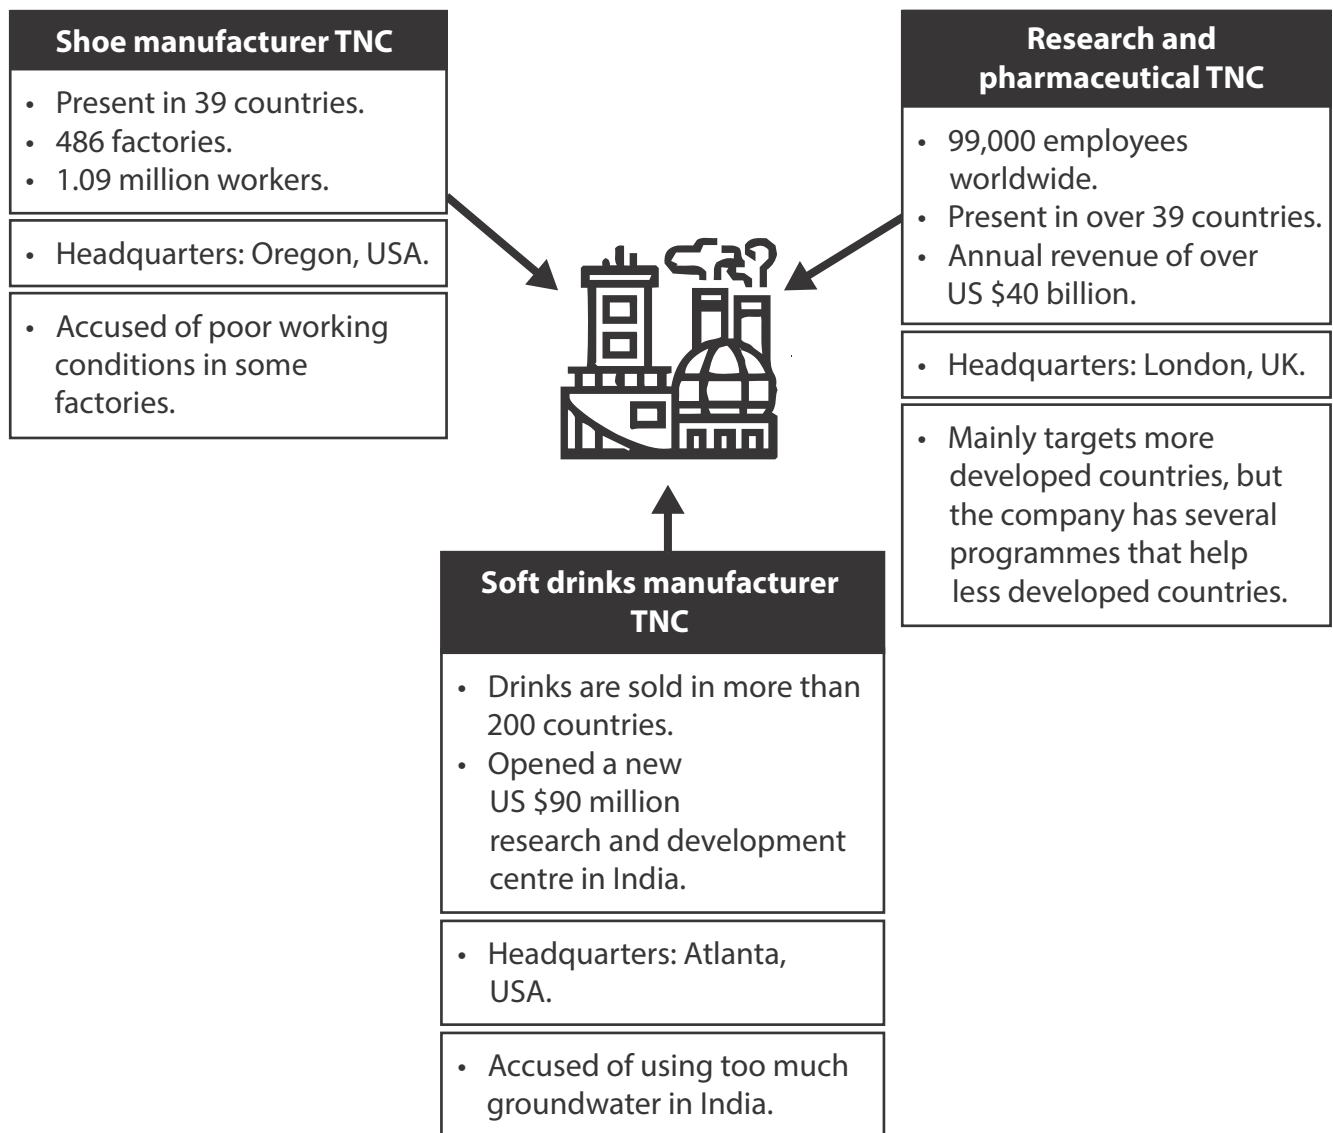 Shoe manufacturer TNC
• Present in 39 countries.
• 486 factories.
• 1.09 million workers.
• Headquarters: Oregon, USA.
• Accused of poor working
conditions in some
factories.
Research and
pharmaceutical TNC
• 99,000 employees
worldwide.
• Present in over 39 countries.
• Annual revenue of over
US $40 billion.
• Headquarters: London, UK.
• Mainly targets more
developed countries, but
the company has several
programmes that help
less developed countries.
Soft drinks manufacturer
TNC
• Drinks are sold in more than
200 countries.
• Opened a new
US $90 million
research and development
centre in India.
• Headquarters: Atlanta,
USA.
• Accused of using too much
groundwater in India.